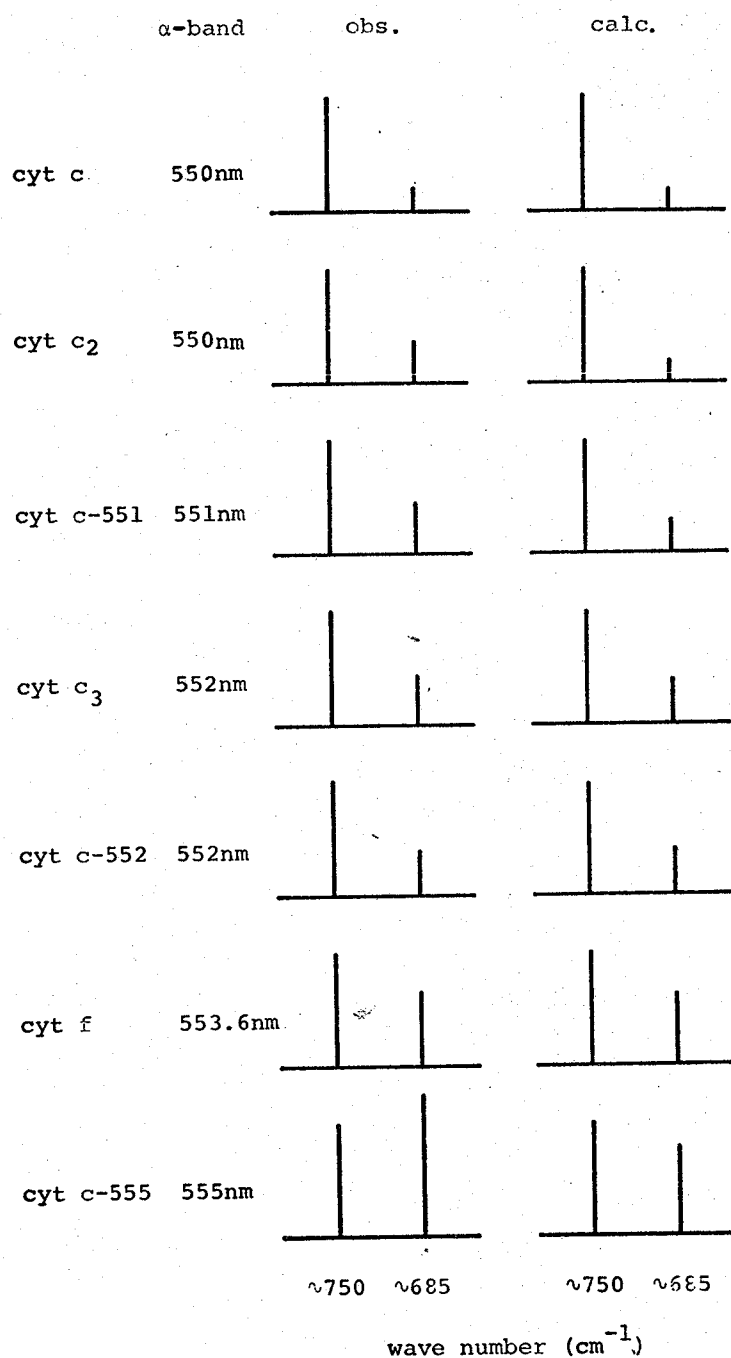 α-band obs. calc.
cyt c 550nm
cyt c₂ 550nm
cyt c-551 551nm
cyt c₃ 552nm
cyt c-552 552nm
cyt f 553.6nm
cyt c-555 555nm
∿750 ∿685 ∿750 ∿685
wave number (cm⁻¹)